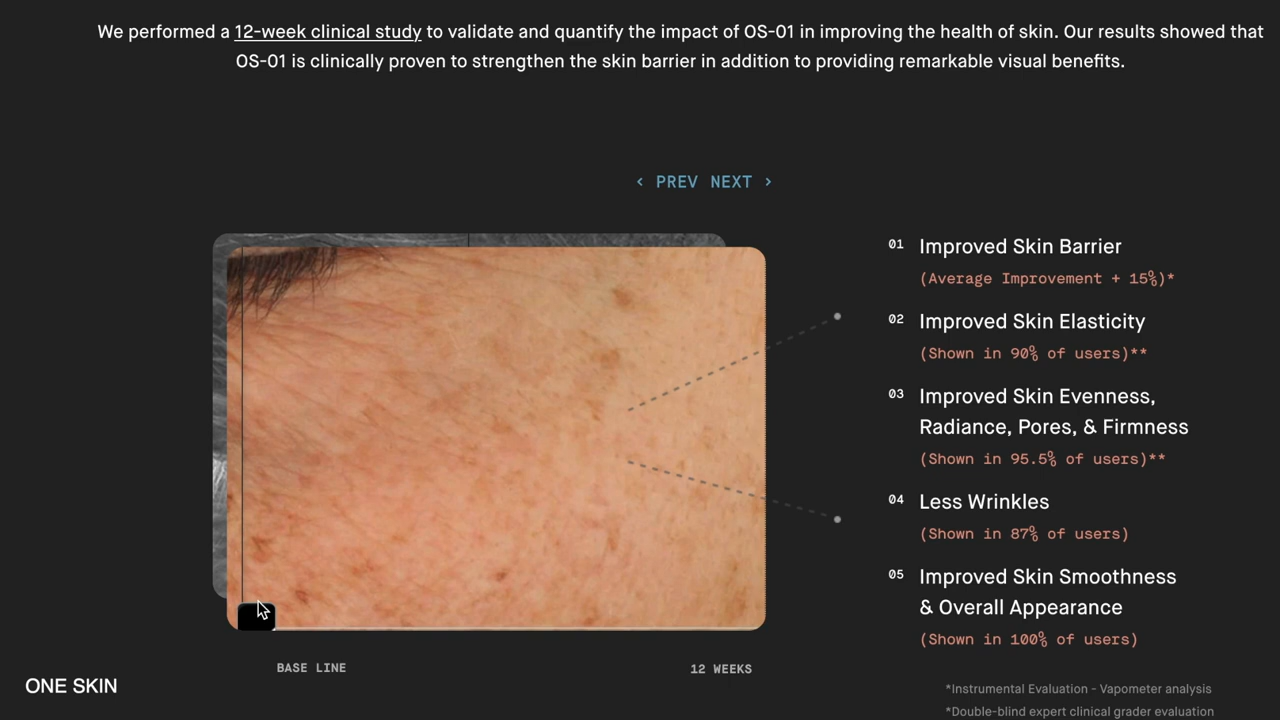 We performed a 12-week clinical study to validate and quantify the impact of OS-01 in improving the health of skin. Our results showed that
OS-01 is clinically proven to strengthen the skin barrier in addition to providing remarkable visual benefits.
‹ PREV NEXT ›
01 Improved Skin Barrier
(Average Improvement + 15%)*
02 Improved Skin Elasticity
(Shown in 90% of users)**
03 Improved Skin Evenness,
Radiance, Pores, & Firmness
(Shown in 95.5% of users)**
04 Less Wrinkles
(Shown in 87% of users)
05 Improved Skin Smoothness
& Overall Appearance
(Shown in 100% of users)
BASE LINE
12 WEEKS
ONE SKIN
*Instrumental Evaluation - Vapometer analysis
*Double-blind expert clinical grader evaluation